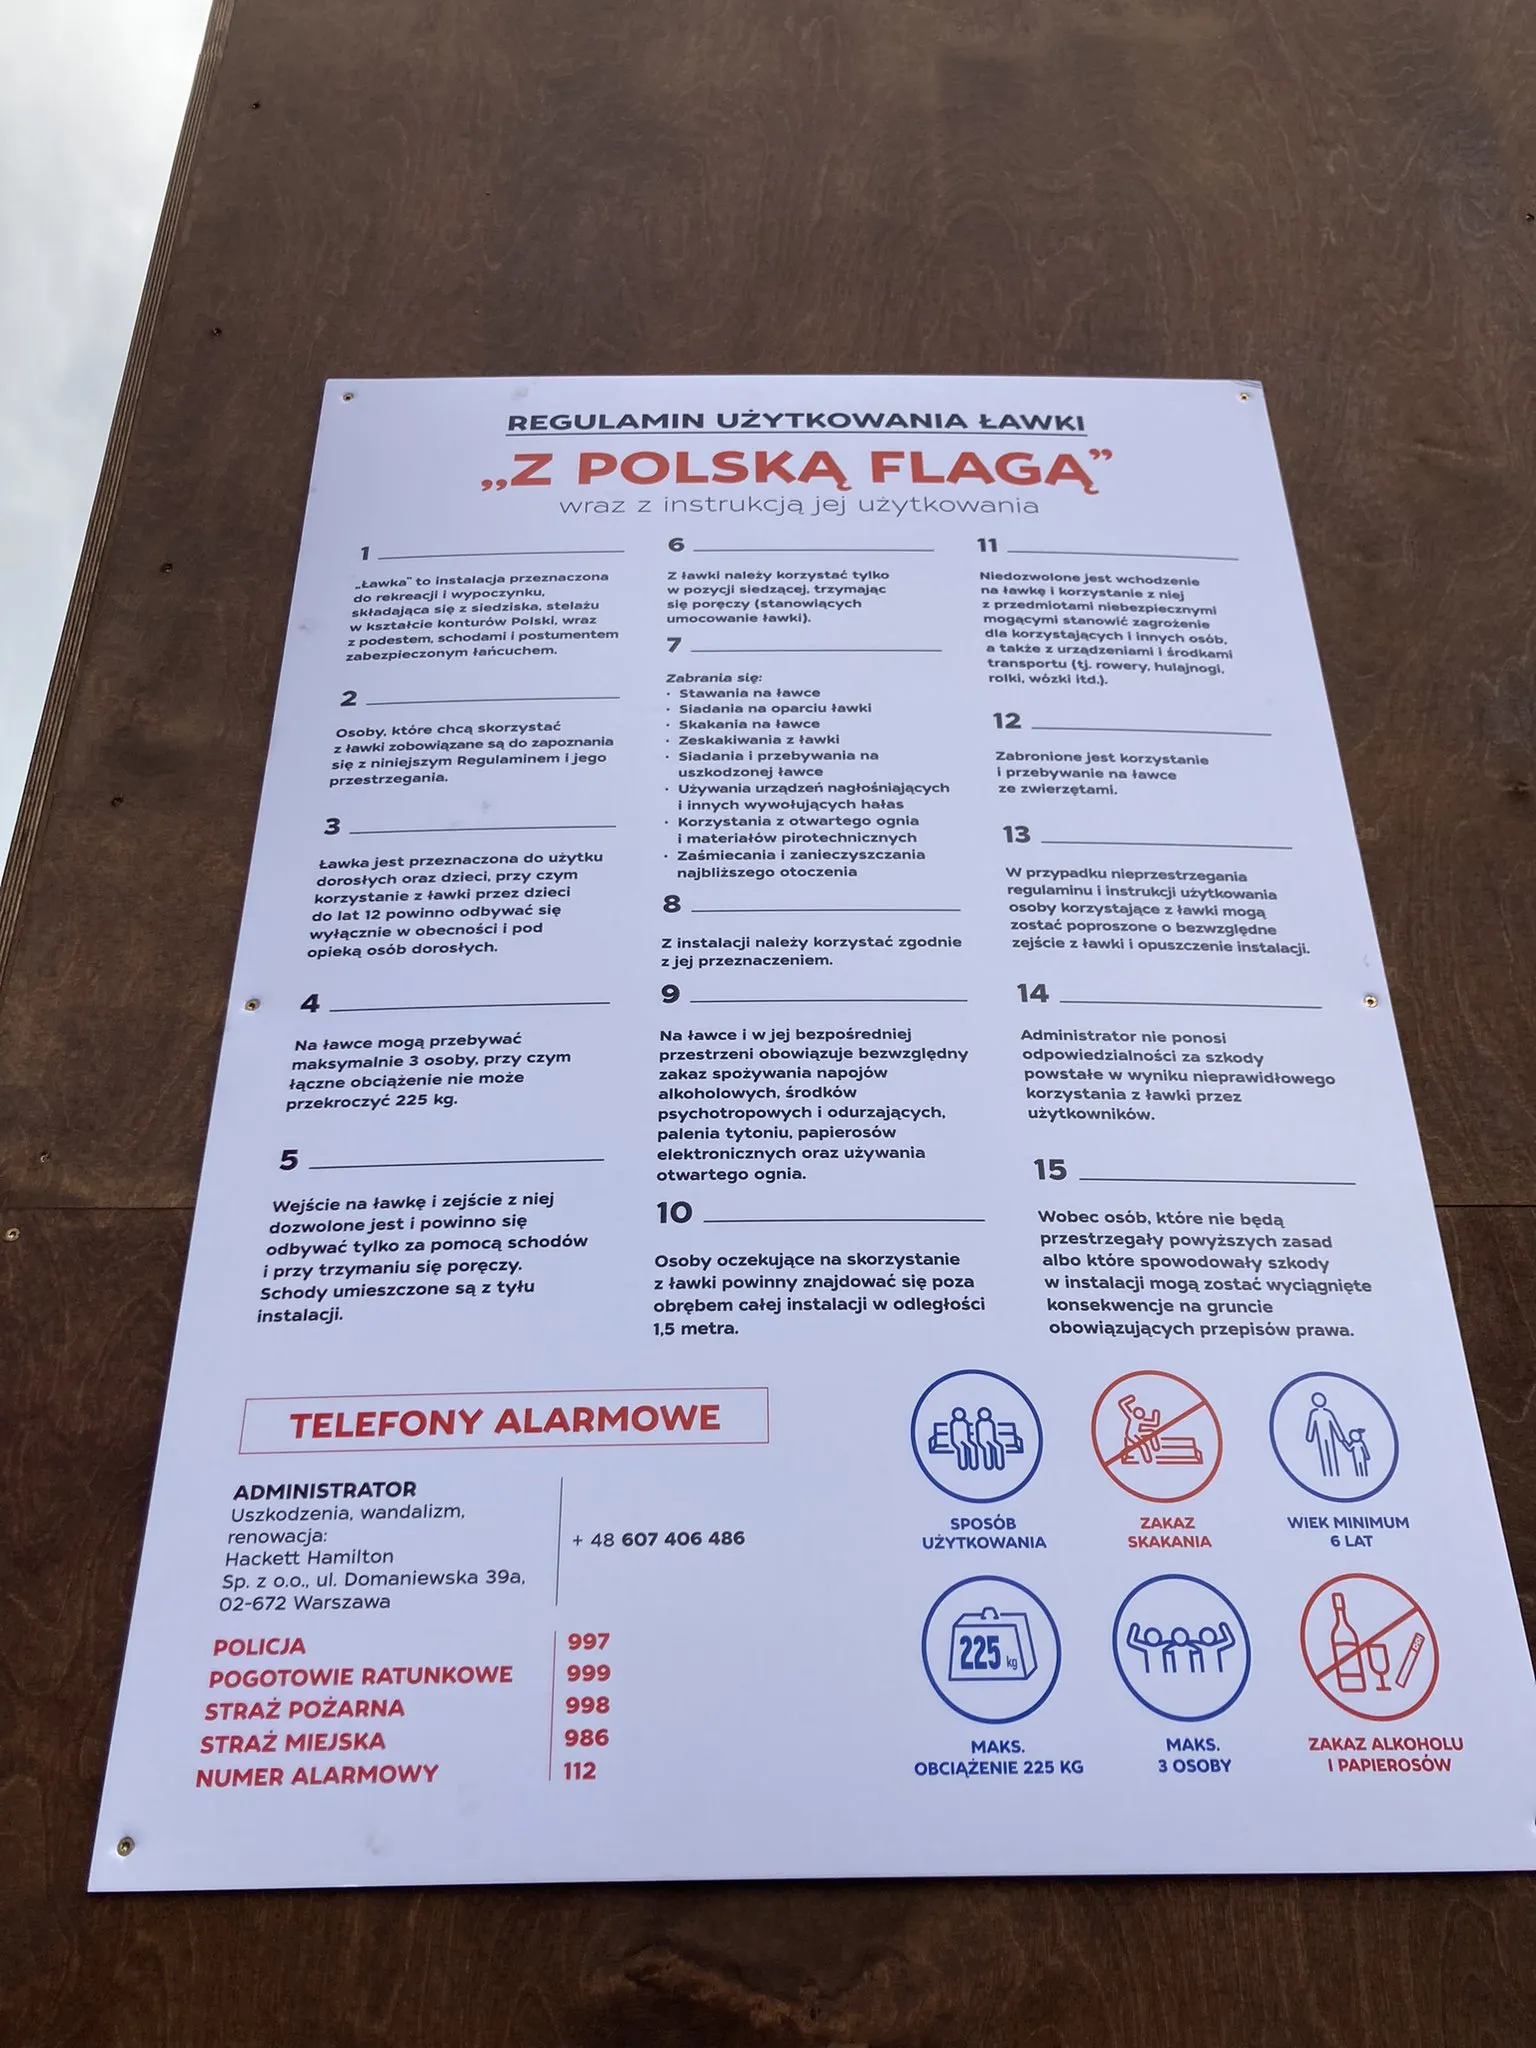 REGULAMIN UŻYTKOWANIA ŁAWKI
„Z POLSKĄ FLAGĄ”
wraz z instrukcją jej użytkowania
1
„Ławka” to instalacja przeznaczona
do rekreacji i wypoczynku,
składająca się z siedziska, stelażu
w kształcie konturów Polski, wraz
z podestem, schodami i postumentem
zabezpieczonym łańcuchem.
2
Osoby, które chcą skorzystać
z ławki zobowiązane są do zapoznania
się z niniejszym Regulaminem i jego
przestrzegania.
3
Ławka jest przeznaczona do użytku
dorosłych oraz dzieci, przy czym
korzystanie z ławki przez dzieci
do lat 12 powinno odbywać się
wyłącznie w obecności i pod
opieką osób dorosłych.
4
Na ławce mogą przebywać
maksymalnie 3 osoby, przy czym
łączne obciążenie nie może
przekroczyć 225 kg.
5
Wejście na ławkę i zejście z niej
dozwolone jest i powinno się
odbywać tylko za pomocą schodów
i przy trzymaniu się poręczy.
Schody umieszczone są z tyłu
instalacji.
6
Z ławki należy korzystać tylko
w pozycji siedzącej, trzymając
się poręczy (stanowiących
umocowanie ławki).
7
Zabrania się:
· Stawania na ławce
· Siadania na oparciu ławki
· Skakania na ławce
· Zeskakiwania z ławki
· Siadania i przebywania na
uszkodzonej ławce
· Używania urządzeń nagłośniających
i innych wywołujących hałas
· Korzystania z otwartego ognia
i materiałów pirotechnicznych
· Zaśmiecania i zanieczyszczania
najbliższego otoczenia
8
Z instalacji należy korzystać zgodnie
z jej przeznaczeniem.
9
Na ławce i w jej bezpośredniej
przestrzeni obowiązuje bezwzględny
zakaz spożywania napojów
alkoholowych, środków
psychotropowych i odurzających,
palenia tytoniu, papierosów
elektronicznych oraz używania
otwartego ognia.
10
Osoby oczekujące na skorzystanie
z ławki powinny znajdować się poza
obrębem całej instalacji w odległości
1,5 metra.
11
Niedozwolone jest wchodzenie
na ławkę i korzystanie z niej
z przedmiotami niebezpiecznymi
mogącymi stanowić zagrożenie
dla korzystających i innych osób,
a także z urządzeniami i środkami
transportu (tj. rowery, hulajnogi,
rolki, wózki itd.).
12
Zabronione jest korzystanie
i przebywanie na ławce
ze zwierzętami.
13
W przypadku nieprzestrzegania
regulaminu i instrukcji użytkowania
osoby korzystające z ławki mogą
zostać poproszone o bezwzględne
zejście z ławki i opuszczenie instalacji.
14
Administrator nie ponosi
odpowiedzialności za szkody
powstałe w wyniku nieprawidłowego
korzystania z ławki przez
użytkowników.
15
Wobec osób, które nie będą
przestrzegały powyższych zasad
albo które spowodowały szkody
w instalacji mogą zostać wyciągnięte
konsekwencje na gruncie
obowiązujących przepisów prawa.
TELEFONY ALARMOWE
ADMINISTRATOR
Uszkodzenia, wandalizm,
renowacja:
Hackett Hamilton
Sp. z o.o., ul. Domaniewska 39a,
02-672 Warszawa
+ 48 607 406 486
POLICJA 997
POGOTOWIE RATUNKOWE 999
STRAŻ POŻARNA 998
STRAŻ MIEJSKA 986
NUMER ALARMOWY 112
SPOSÓB
UŻYTKOWANIA
ZAKAZ
SKAKANIA
WIEK MINIMUM
6 LAT
225 kg
MAKS.
OBCIĄŻENIE 225 KG
MAKS.
3 OSOBY
ZAKAZ ALKOHOLU
I PAPIEROSÓW